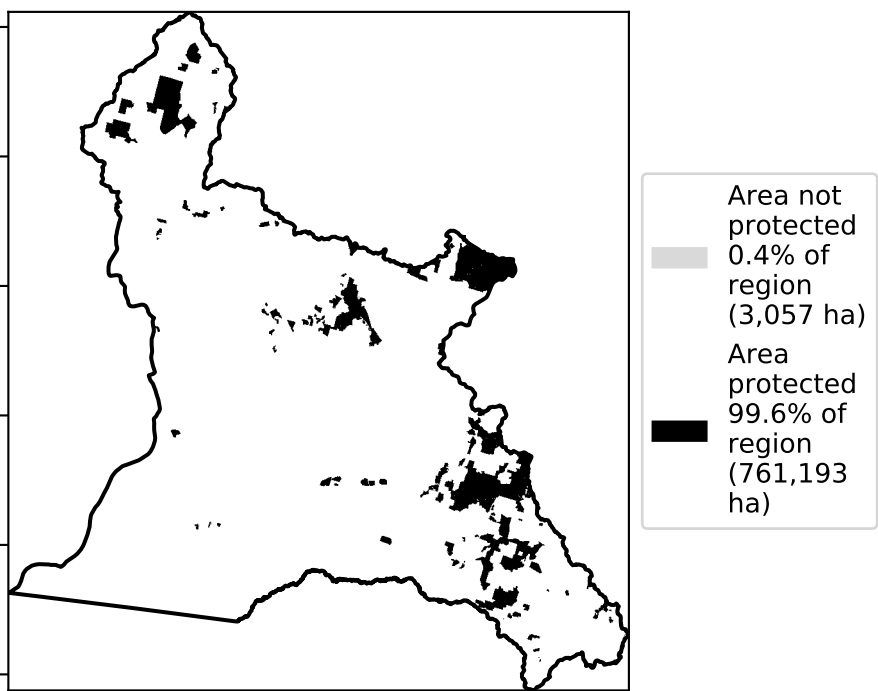 Area not
protected
0.4% of
region
(3,057 ha)
Area
protected
99.6% of
region
(761,193
ha)